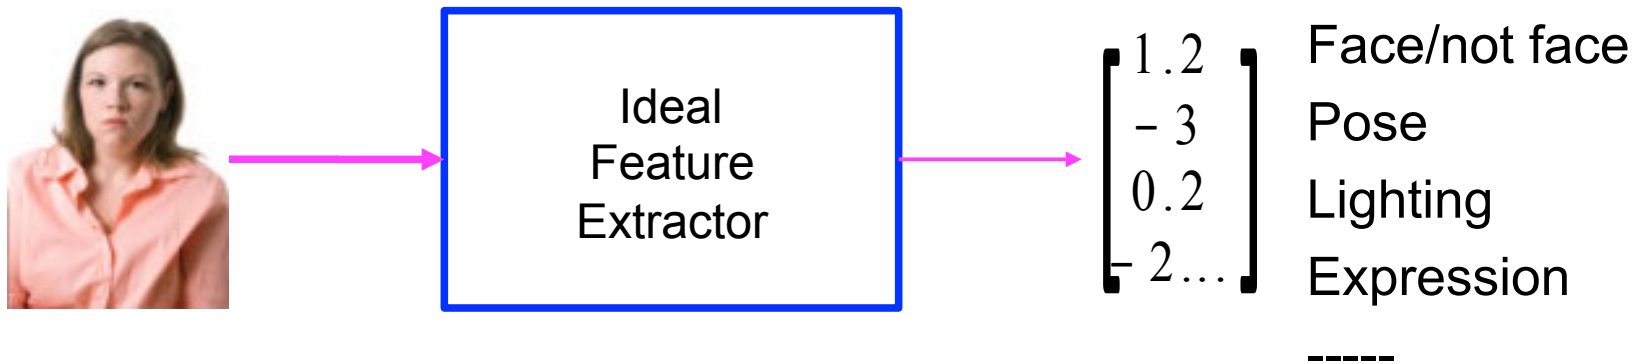 Ideal
Feature
Extractor
1.2
- 3
0.2
- 2...
Face/not face
Pose
Lighting
Expression
-----